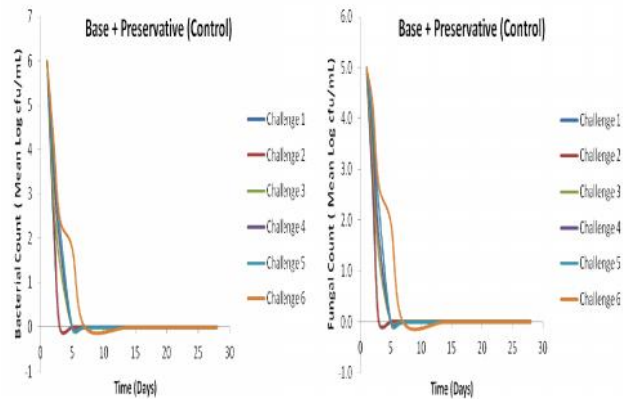 Base + Preservative (Control)
Bacterial Count ( Mean Log cfu/mL)
7
6
5
4
3
2
1
0
-1
0 5 10 15 20 25 30
Time (Days)
Challenge 1
Challenge 2
Challenge 3
Challenge 4
Challenge 5
Challenge 6
Base + Preservative (Control)
Fungal Count ( Mean Log cfu/mL)
6.0
5.0
4.0
3.0
2.0
1.0
0.0
-1.0
0 5 10 15 20 25 30
Time (Days)
Challenge 1
Challenge 2
Challenge 3
Challenge 4
Challenge 5
Challenge 6